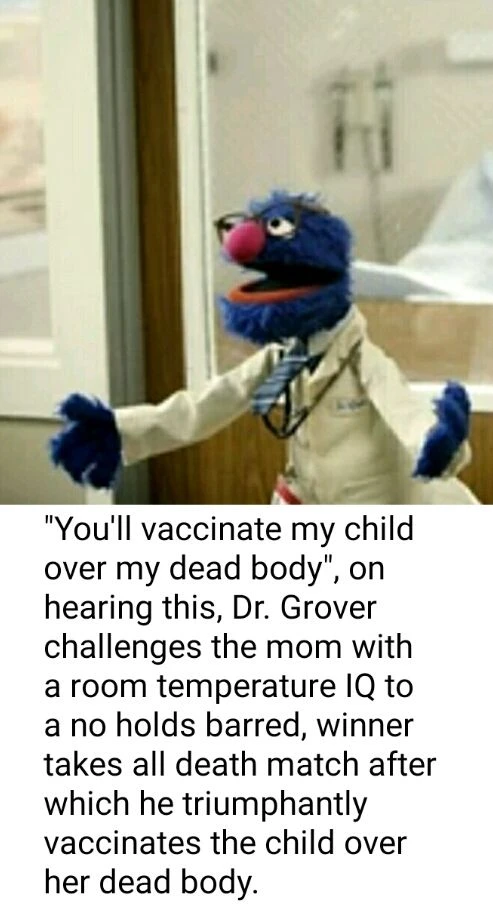 "You'll vaccinate my child
over my dead body", on
hearing this, Dr. Grover
challenges the mom with
a room temperature IQ to
a no holds barred, winner
takes all death match after
which he triumphantly
vaccinates the child over
her dead body.